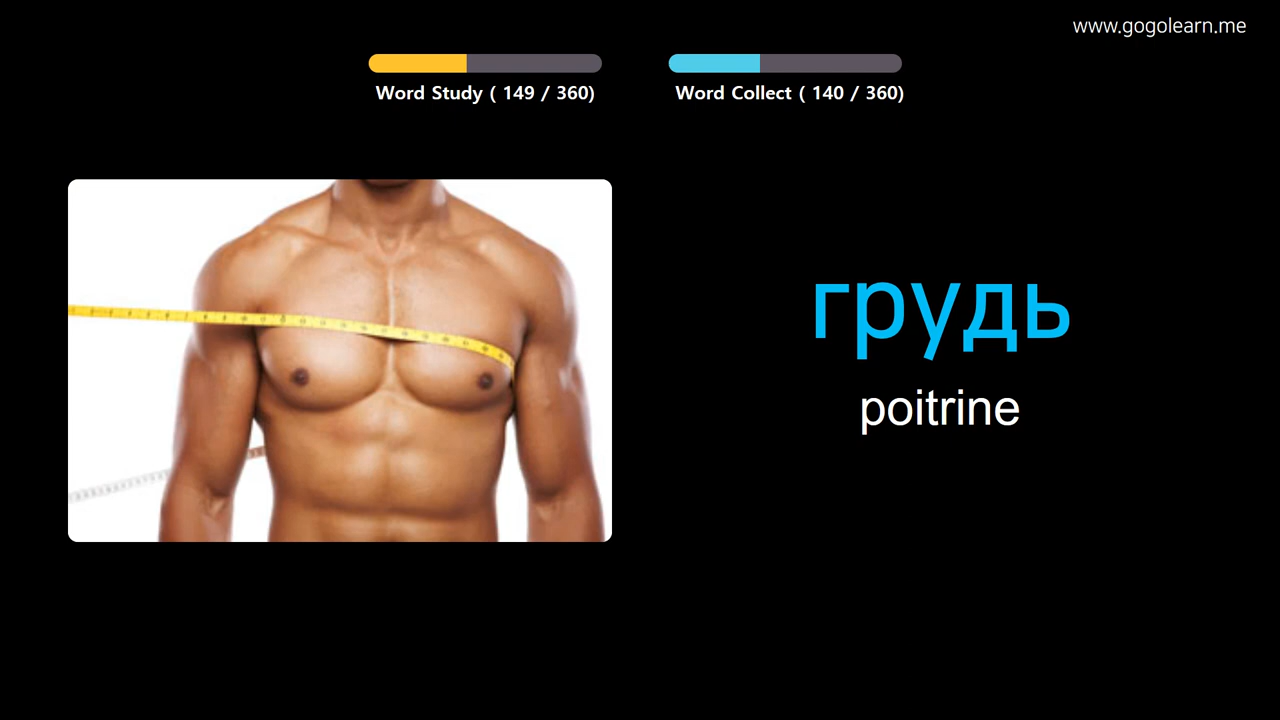 www.gogolearn.me
Word Study ( 149 / 360)
Word Collect ( 140 / 360)
грудь
poitrine